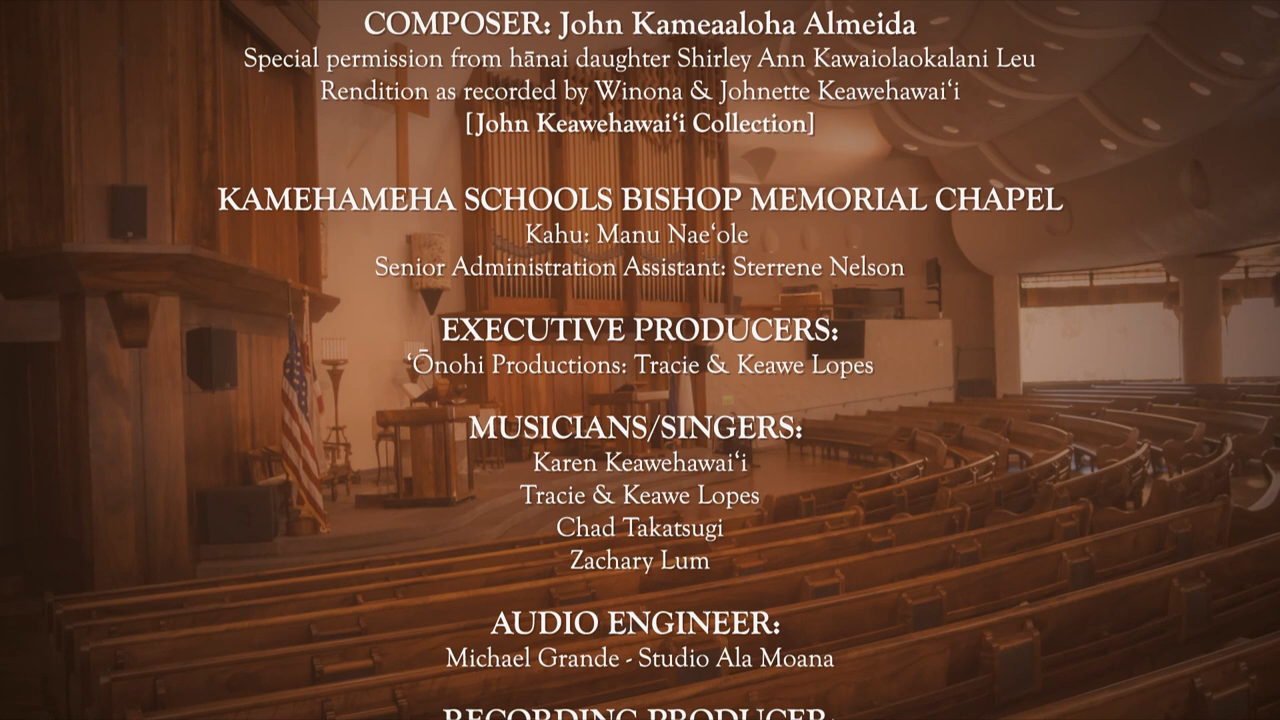 COMPOSER: John Kameaaloha Almeida
Special permission from hānai daughter Shirley Ann Kawaiolaokalani Leu
Rendition as recorded by Winona & Johnette Keawehawaiʻi
[John Keawehawaiʻi Collection]
KAMEHAMEHA SCHOOLS BISHOP MEMORIAL CHAPEL
Kahu: Manu Naeʻole
Senior Administration Assistant: Sterrene Nelson
EXECUTIVE PRODUCERS:
ʻŌnohi Productions: Tracie & Keawe Lopes
MUSICIANS/SINGERS:
Karen Keawehawaiʻi
Tracie & Keawe Lopes
Chad Takatsugi
Zachary Lum
AUDIO ENGINEER:
Michael Grande - Studio Ala Moana
RECORDING PRODUCER: